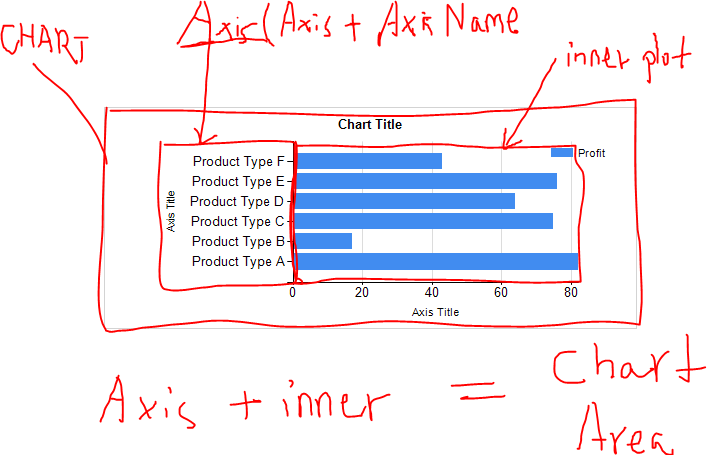 Axis(Axis + Axis Name
CHART
inner plot
Chart Title
Profit
Product Type F
Product Type E
Product Type D
Product Type C
Product Type B
Product Type A
Axis Title
0 20 40 60 80
Axis Title
Axis + inner = Chart
Area